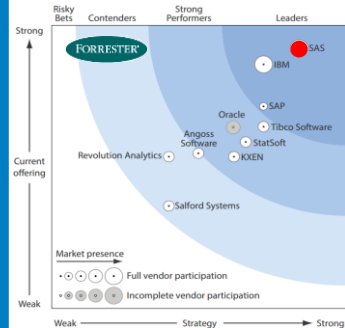 Risky
Bets
Contenders
Strong
Performers
Leaders
Strong
FORRESTER®
SAS
IBM
SAP
Oracle
Tibco Software
Angoss
Software
StatSoft
Revolution Analytics
KXEN
Current
offering
Salford Systems
Market presence
Full vendor participation
Incomplete vendor participation
Weak
Weak
Strategy
Strong